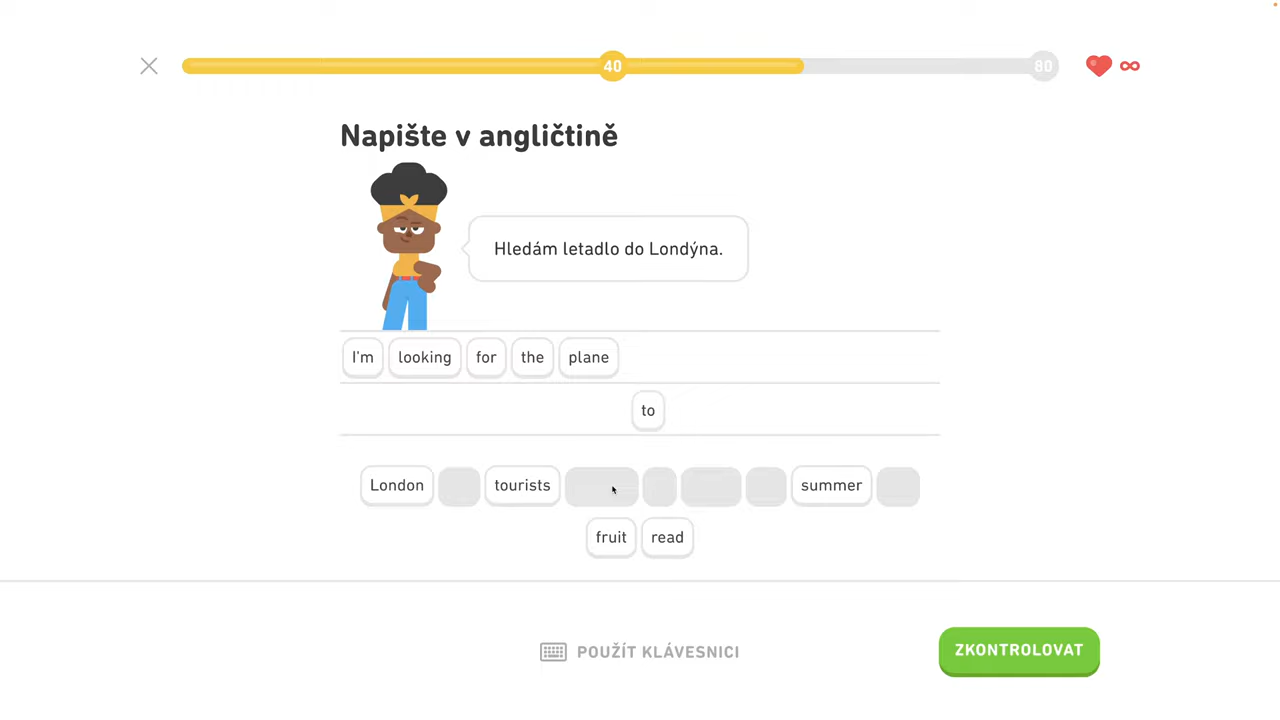 40
80
Napište v angličtině
Hledám letadlo do Londýna.
I'm looking for the plane
to
London tourists summer
fruit read
POUŽÍT KLÁVESNICI
ZKONTROLOVAT